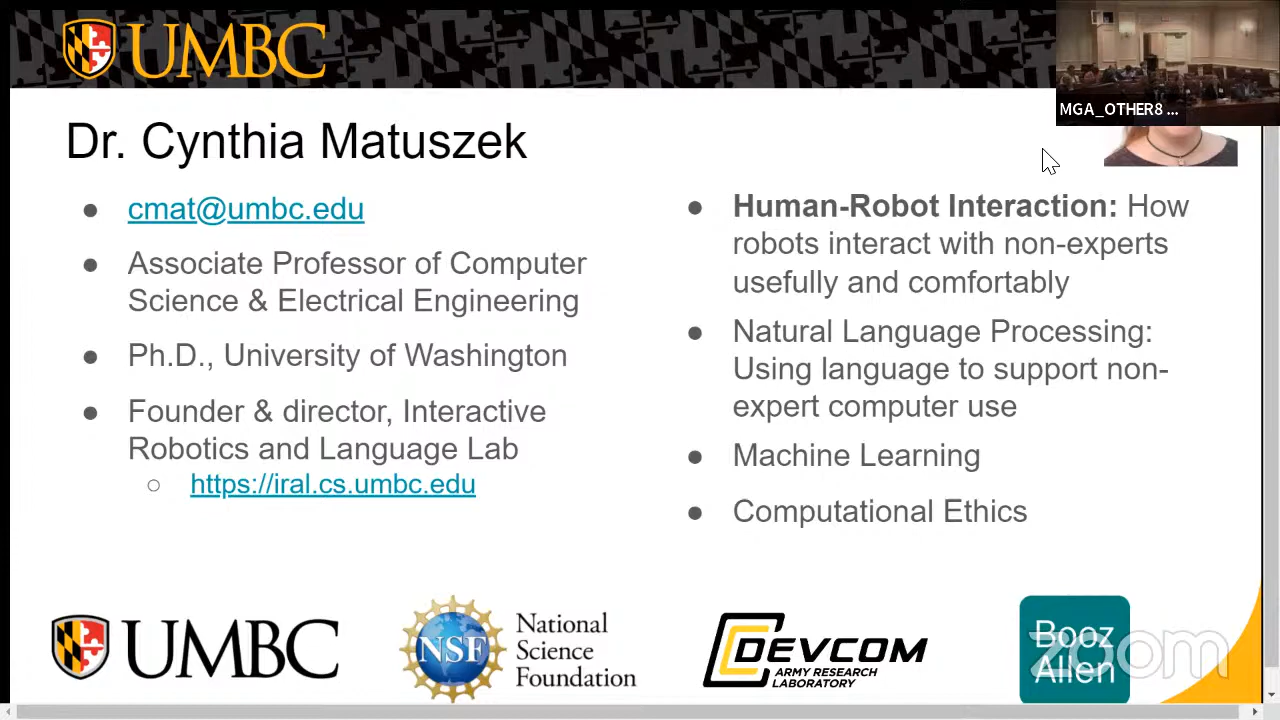 UMBC
MGA_OTHER8 ...
Dr. Cynthia Matuszek
cmat@umbc.edu
Associate Professor of Computer
Science & Electrical Engineering
Ph.D., University of Washington
Founder & director, Interactive
Robotics and Language Lab
https://iral.cs.umbc.edu
Human-Robot Interaction: How
robots interact with non-experts
usefully and comfortably
Natural Language Processing:
Using language to support non-
expert computer use
Machine Learning
Computational Ethics
UMBC
NSF
National
Science
Foundation
DEVCOM
ARMY RESEARCH
LABORATORY
Booz
Allen
zoom